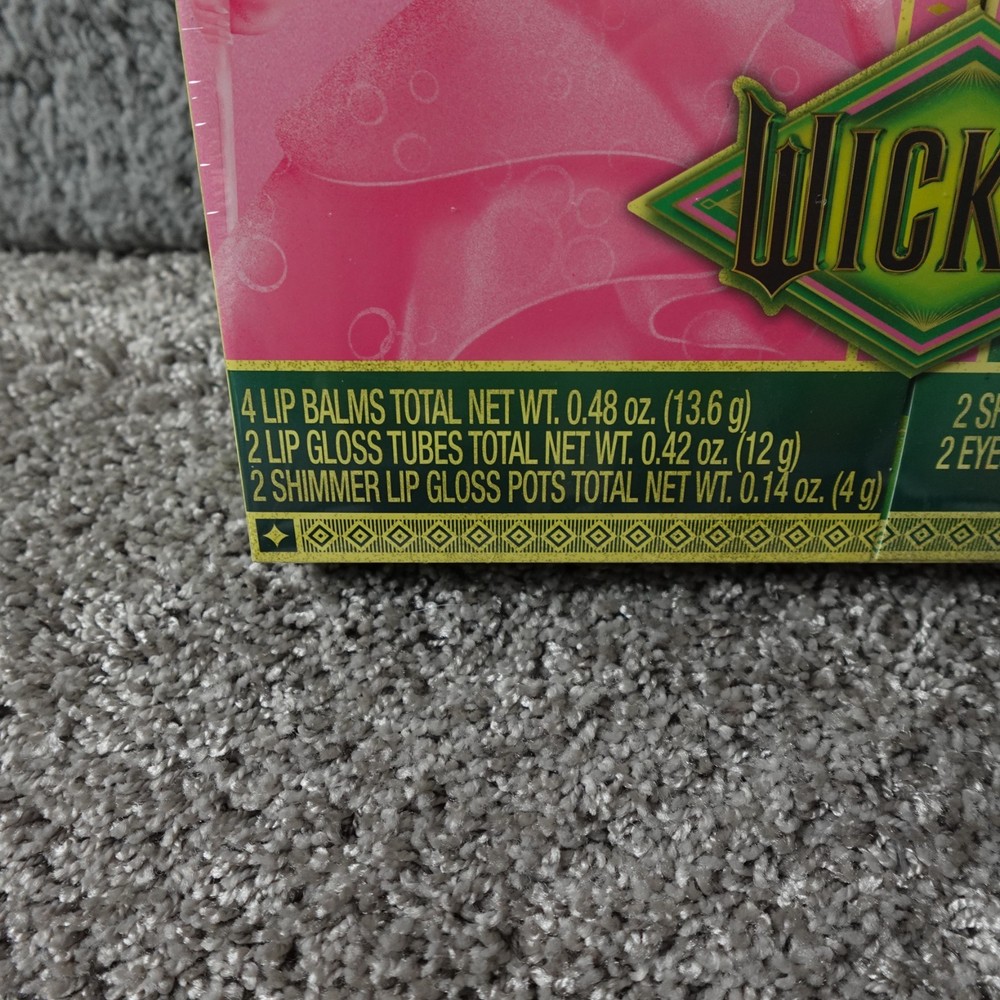 WICK
4 LIP BALMS TOTAL NET WT. 0.48 oz. (13.6 g)
2 LIP GLOSS TUBES TOTAL NET WT. 0.42 oz. (12 g)
2 SHIMMER LIP GLOSS POTS TOTAL NET WT. 0.14 oz. (4 g)
2 SH
2 EYE